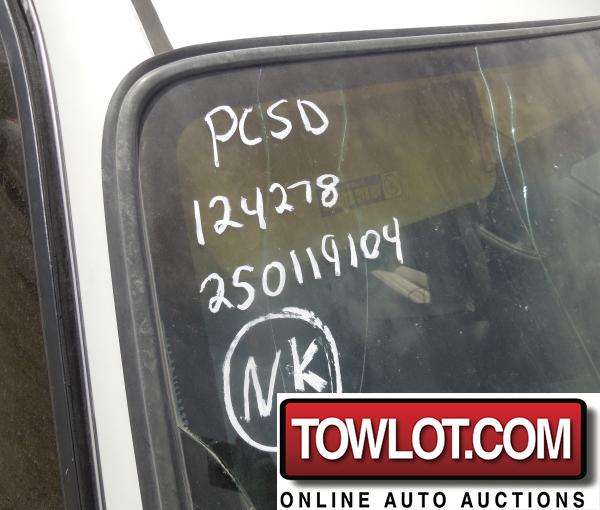 PCSD
124278
250119104
NK
TOWLOT.COM
ONLINE AUTO AUCTIONS